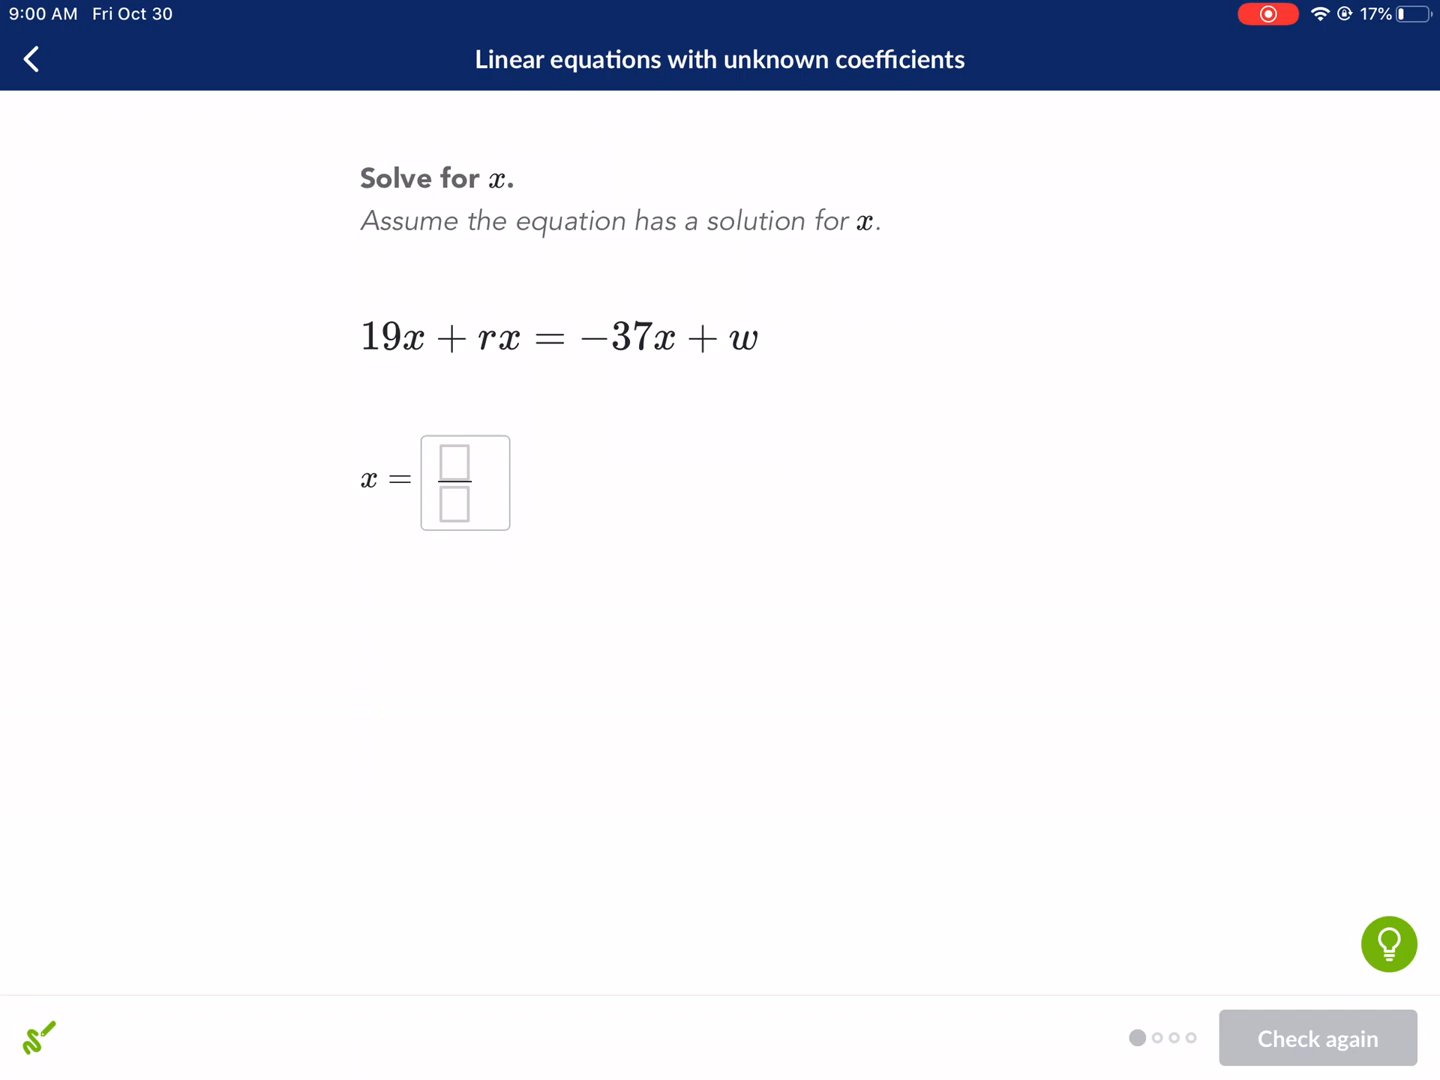 9:00 AM Fri Oct 30 17%
Linear equations with unknown coefficients
Solve for x.
Assume the equation has a solution for x.
19x + rx = −37x + w
x =
Check again